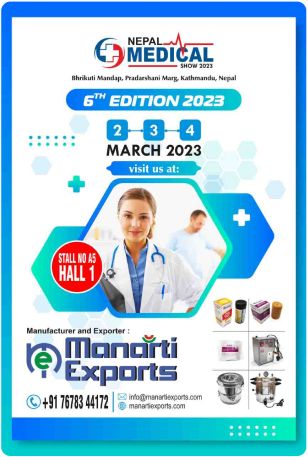 NEPAL
MEDICAL
SHOW 2023
Bhrikuti Mandap, Pradarshani Marg, Kathmandu, Nepal
6TH EDITION 2023
2 - 3 - 4
MARCH 2023
visit us at:
STALL NO A5
HALL 1
Manufacturer and Exporter :
me Manarti
Exports
+91 76783 44172
info@manartiexports.com
manartiexports.com